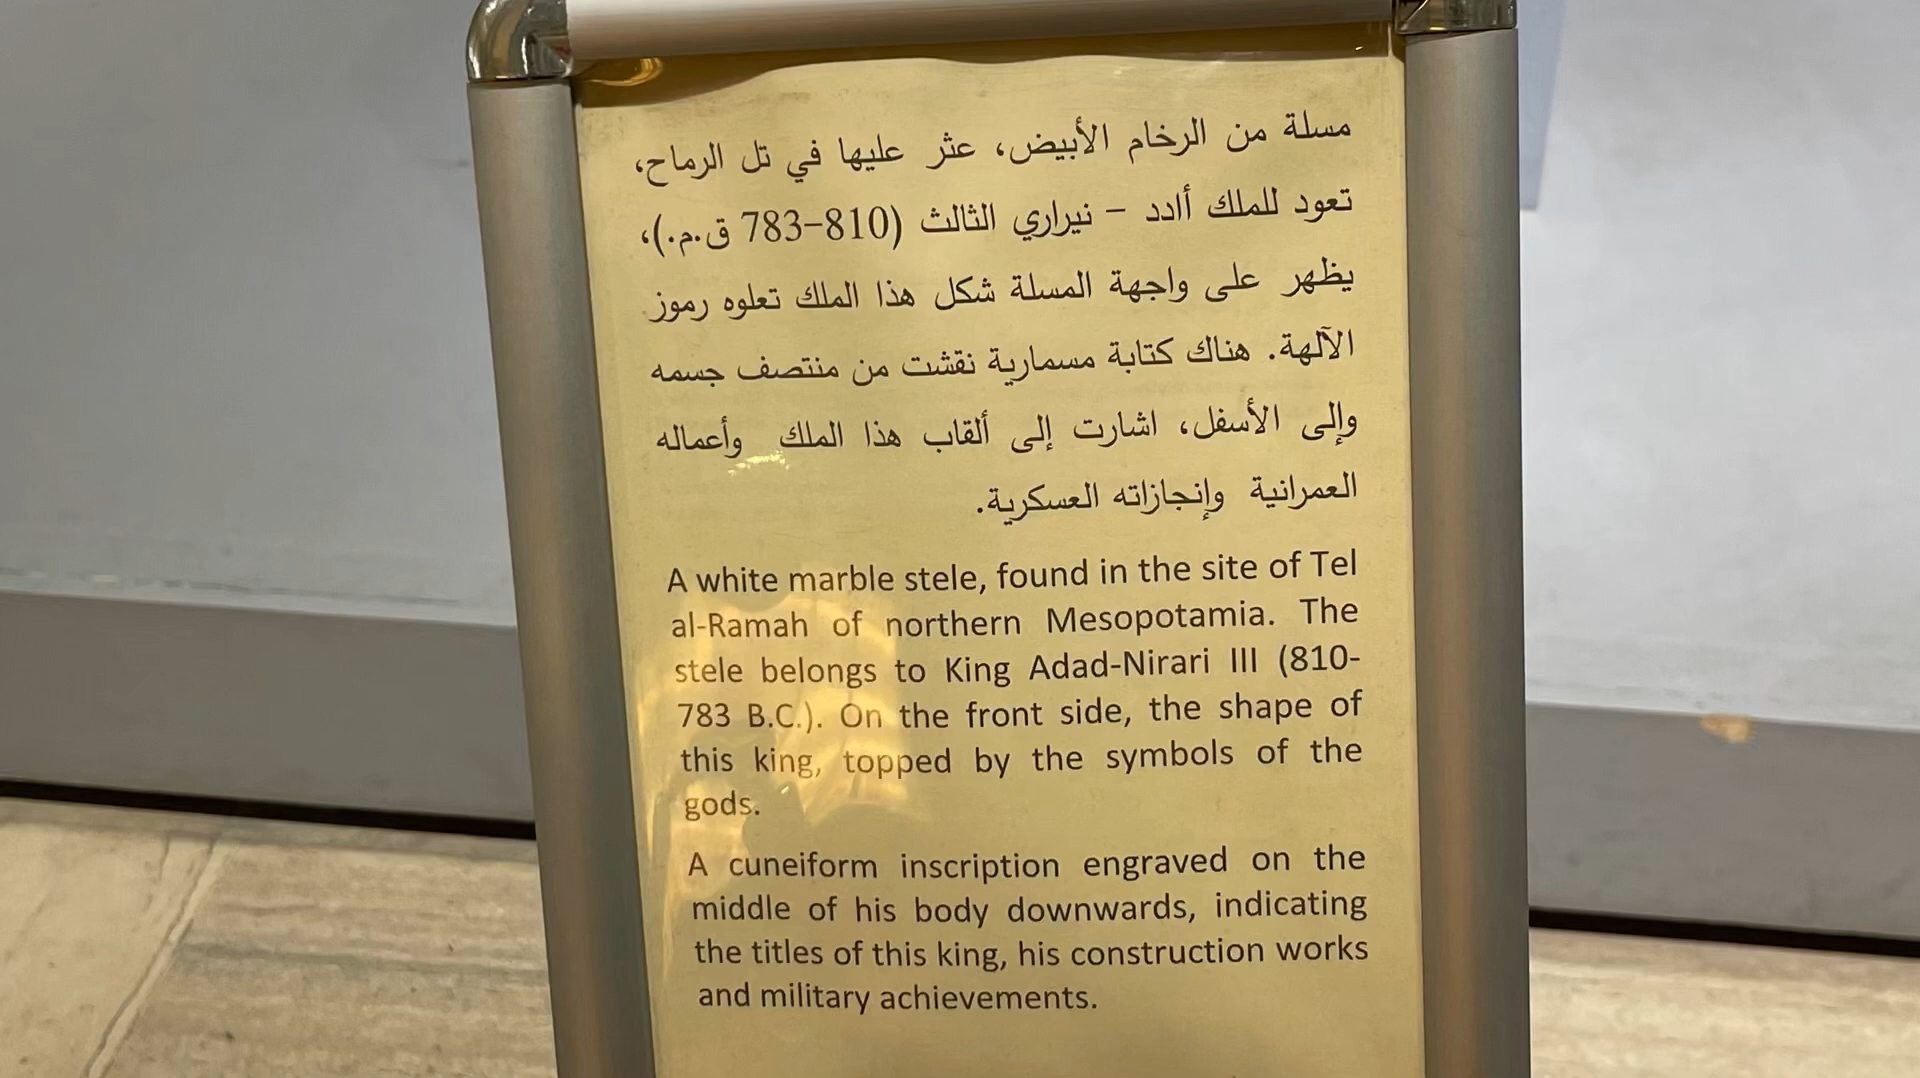 مسلة من الرخام الأبيض، عثر عليها في تل الرماح،
تعود للملك أادد - نيراري الثالث (810-783 ق.م.)،
يظهر على واجهة المسلة شكل هذا الملك تعلوه رموز
الآلهة. هناك كتابة مسمارية نقشت من منتصف جسمه
وإلى الأسفل، اشارت إلى ألقاب هذا الملك وأعماله
العمرانية وإنجازاته العسكرية.
A white marble stele, found in the site of Tel
al-Ramah of northern Mesopotamia. The
stele belongs to King Adad-Nirari III (810-
783 B.C.). On the front side, the shape of
this king, topped by the symbols of the
gods.
A cuneiform inscription engraved on the
middle of his body downwards, indicating
the titles of this king, his construction works
and military achievements.